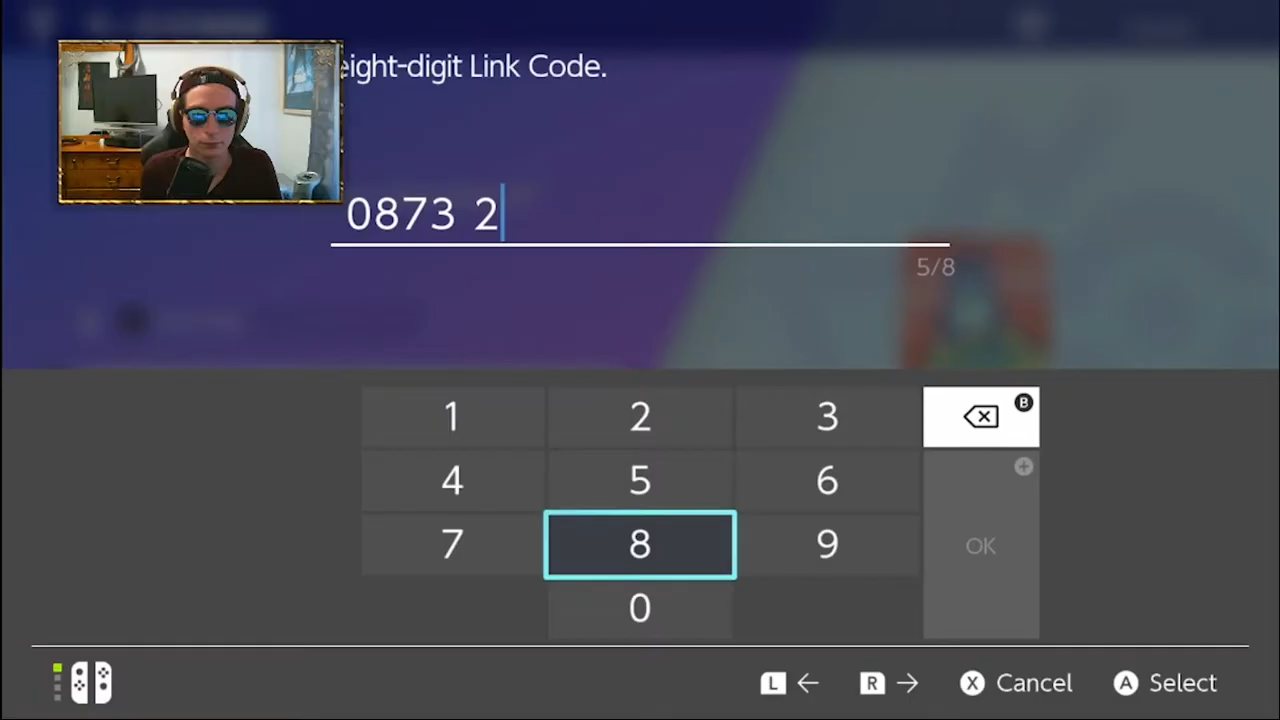 eight-digit Link Code.
0873 2
5/8
1 2 3 B
4 5 6 +
7 8 9 OK
0
L ← R → X Cancel A Select